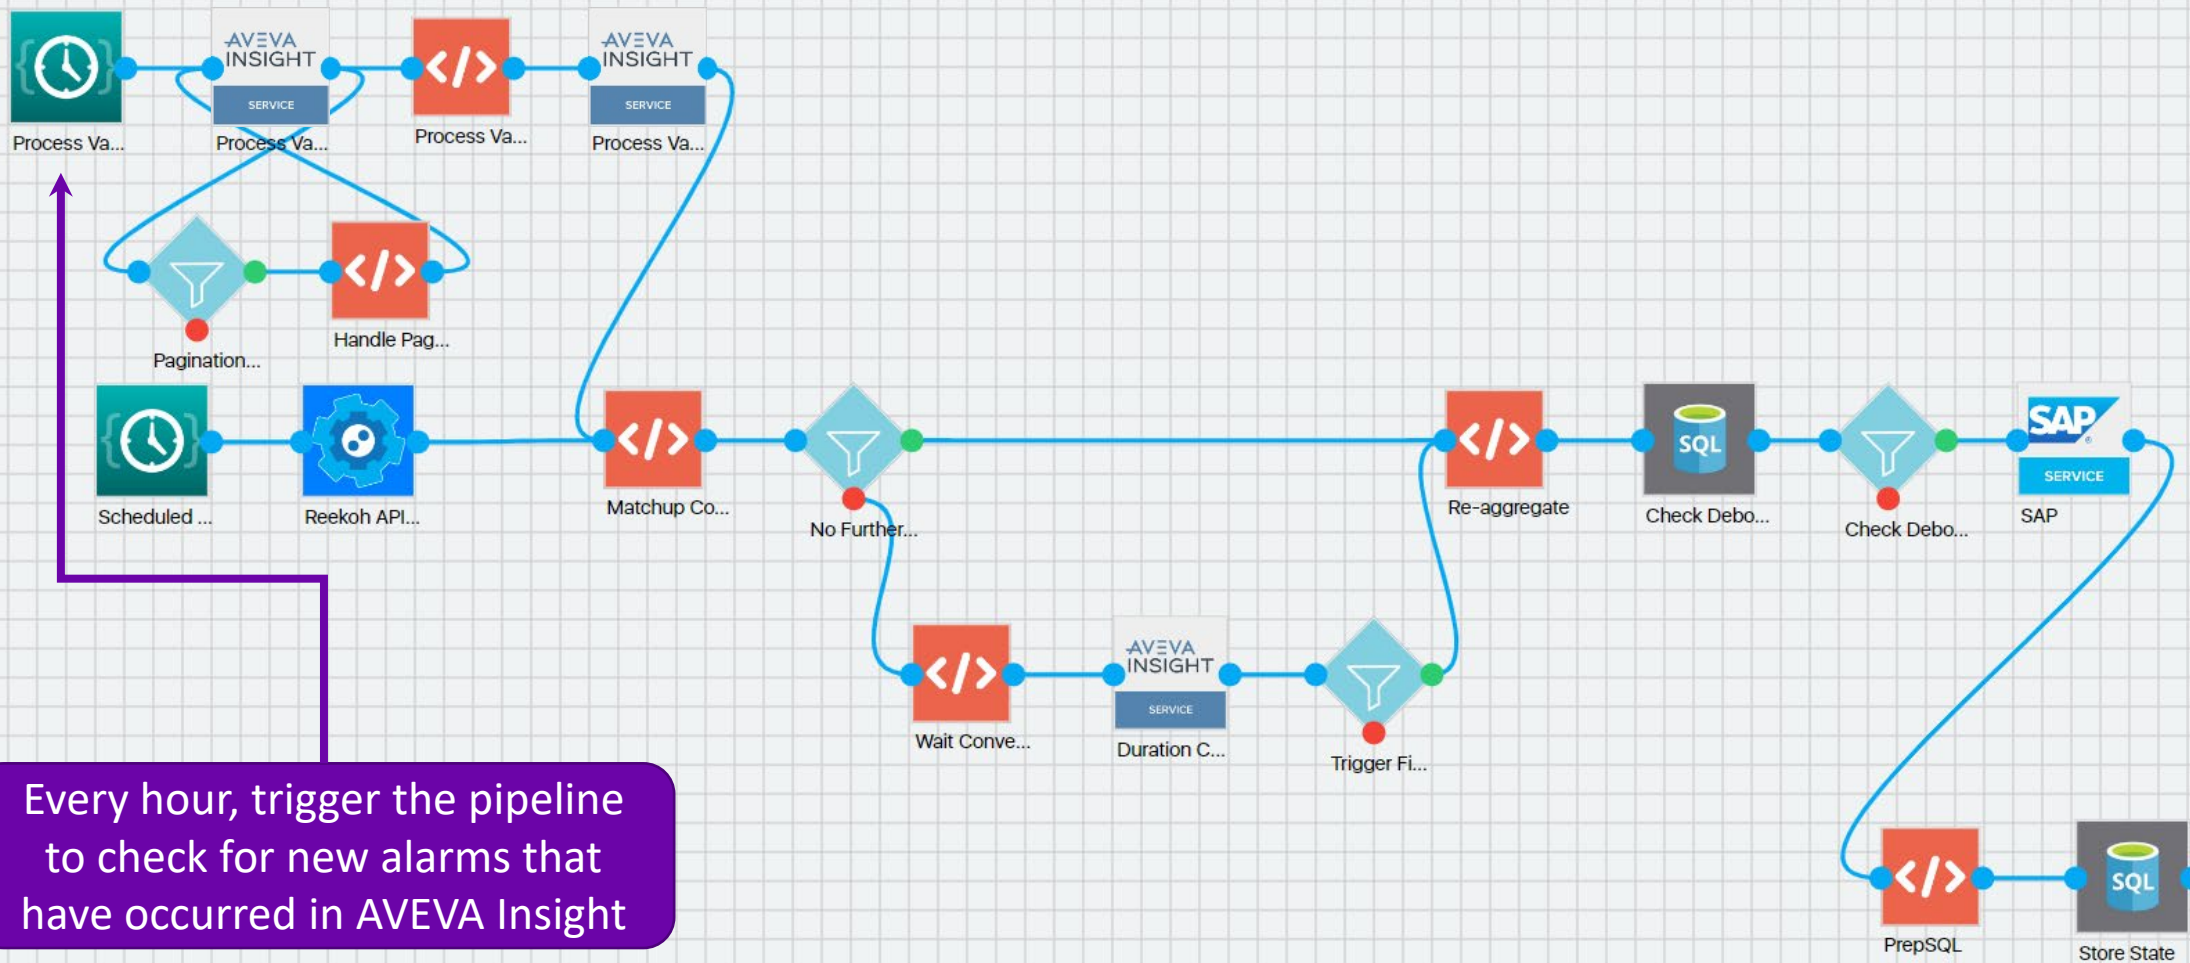 AVEVA
INSIGHT
SERVICE
AVEVA
INSIGHT
SERVICE
Process Va...
Process Va...
Process Va...
Process Va...
Pagination...
Handle Pag...
Scheduled ...
Reekoh API...
Matchup Co...
No Further...
Re-aggregate
SQL
Check Debo...
Check Debo...
SAP
SERVICE
SAP
Wait Conve...
AVEVA
INSIGHT
SERVICE
Duration C...
Trigger Fi...
PrepSQL
SQL
Store State
Every hour, trigger the pipeline
to check for new alarms that
have occurred in AVEVA Insight